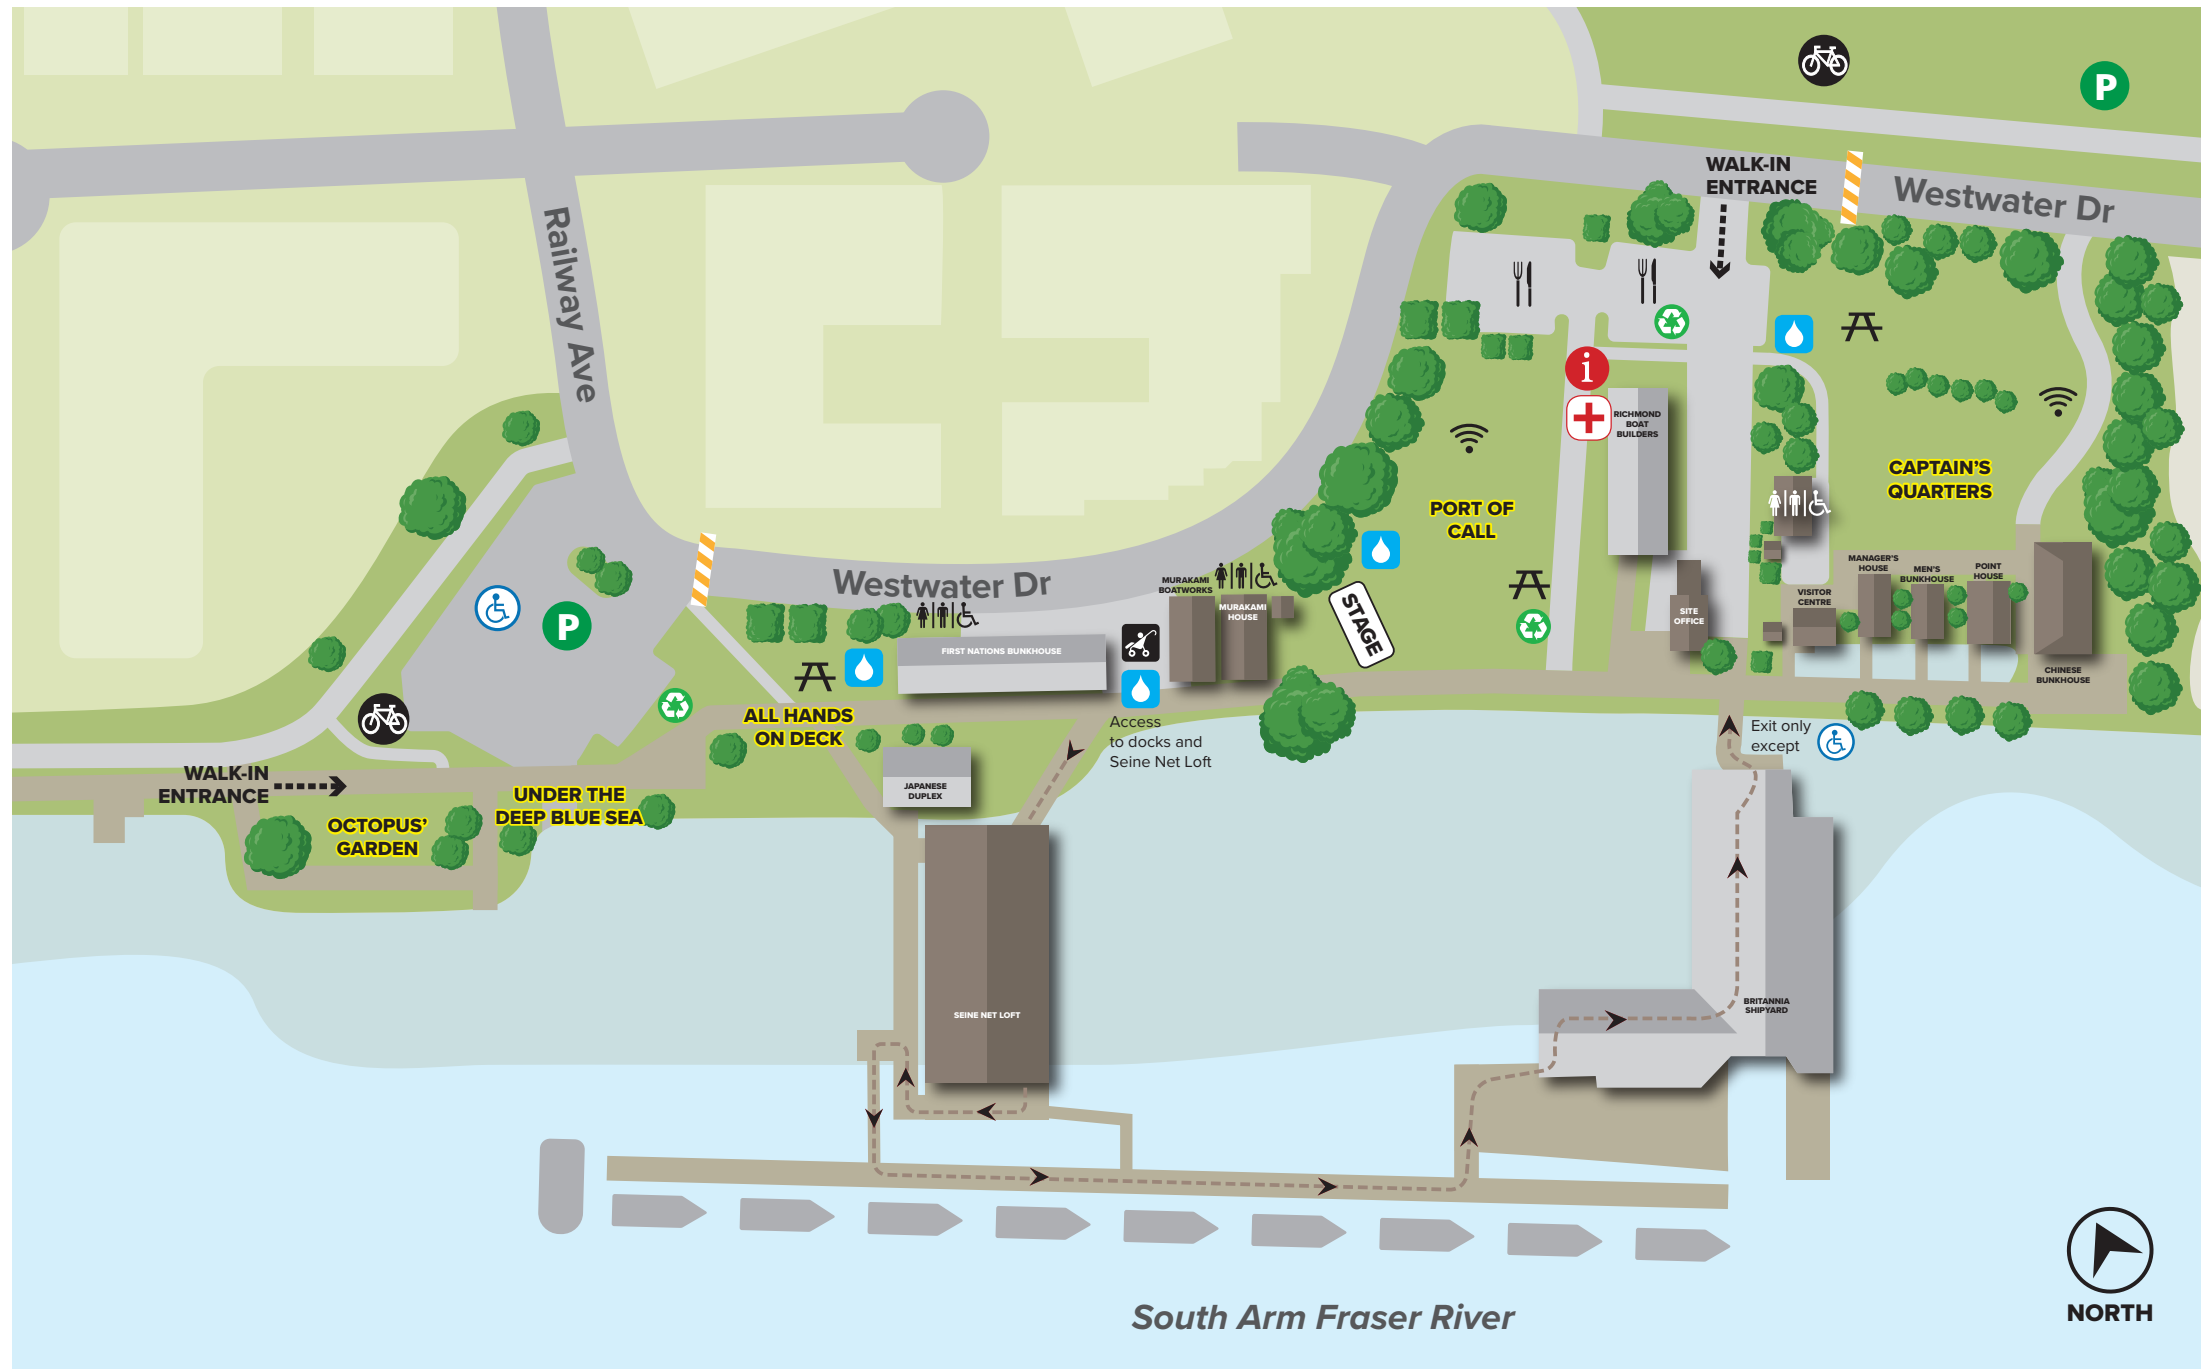 P
WALK-IN
ENTRANCE
Westwater Dr
Railway Ave
i
RICHMOND
BOAT
BUILDERS
CAPTAIN'S
QUARTERS
PORT OF
CALL
Westwater Dr
MURAKAMI
BOATWORKS
MURAKAMI
HOUSE
STAGE
MANAGER'S
HOUSE
MEN'S
BUNKHOUSE
POINT
HOUSE
VISITOR
CENTRE
SITE
OFFICE
CHINESE
BUNKHOUSE
P
FIRST NATIONS BUNKHOUSE
ALL HANDS
ON DECK
Access
to docks and
Seine Net Loft
Exit only
except
WALK-IN
ENTRANCE
UNDER THE
DEEP BLUE SEA
OCTOPUS'
GARDEN
JAPANESE
DUPLEX
SEINE NET LOFT
BRITANNIA
SHIPYARD
South Arm Fraser River
NORTH